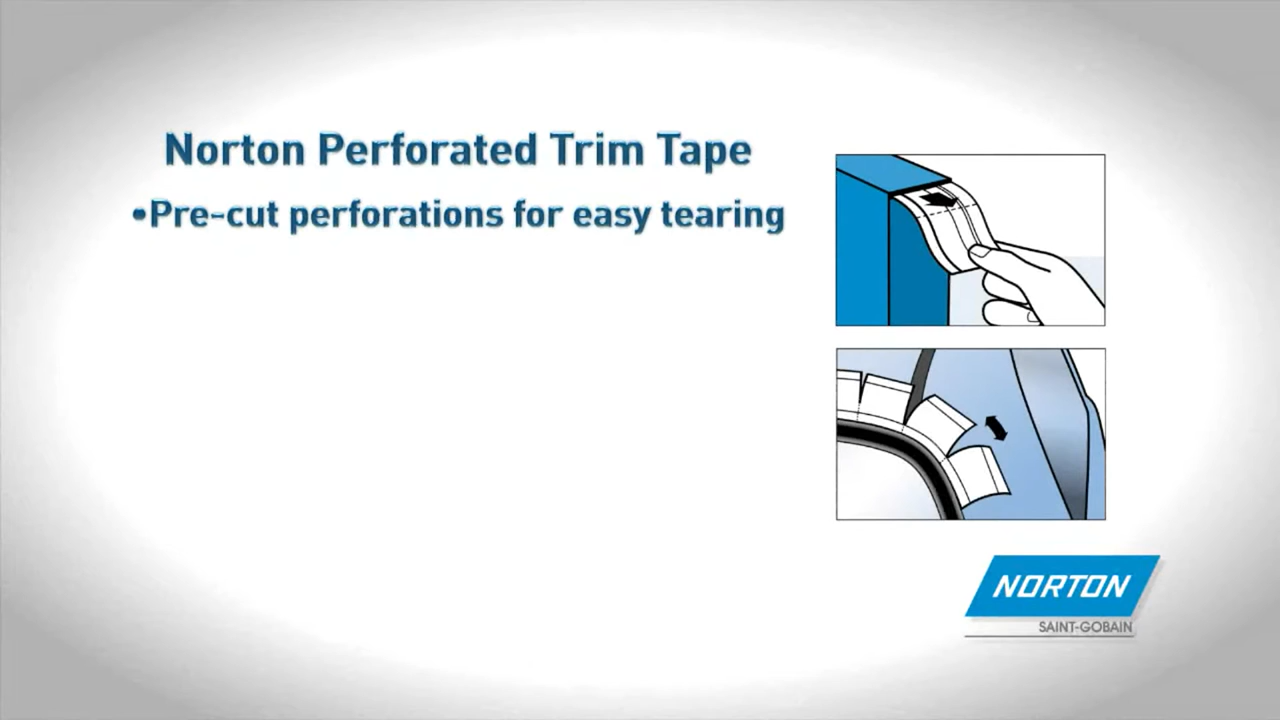 Norton Perforated Trim Tape
•Pre-cut perforations for easy tearing
NORTON
SAINT-GOBAIN